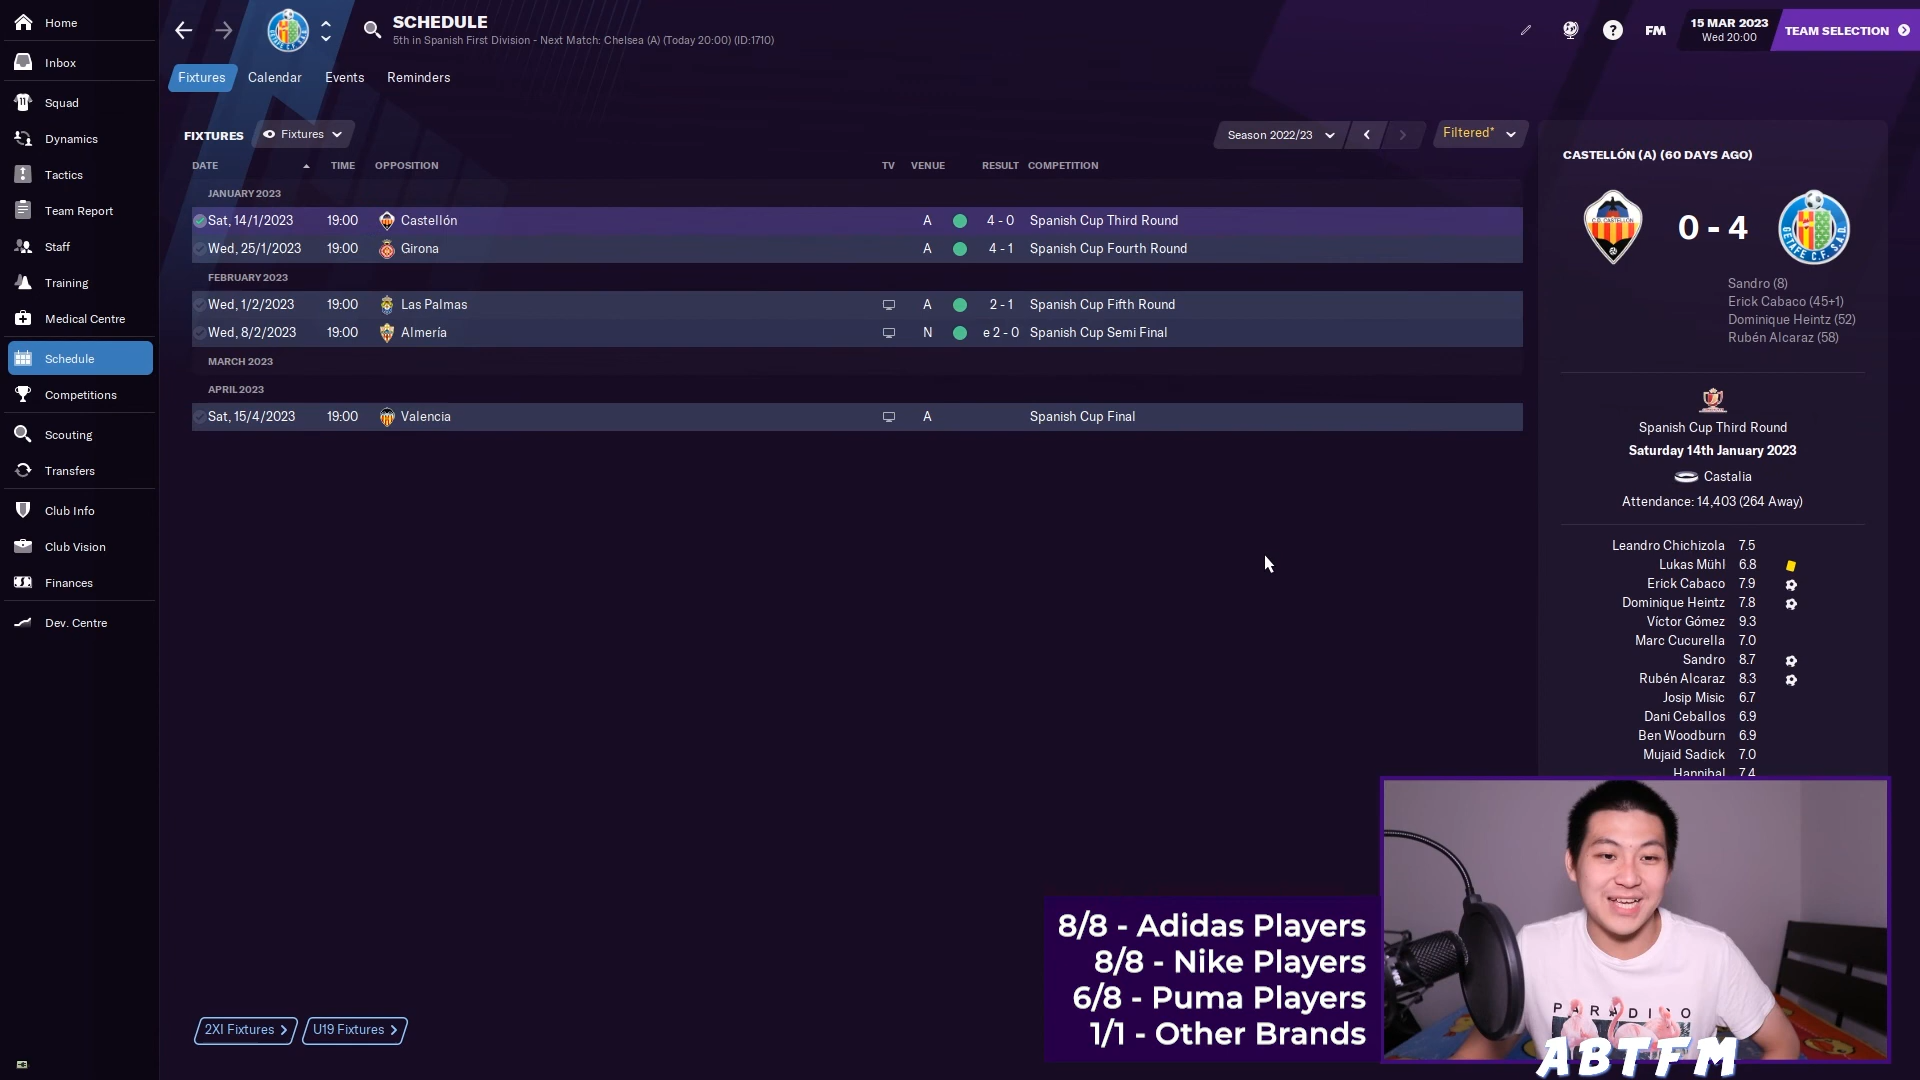 Home
Inbox
Squad
Dynamics
Tactics
Team Report
Staff
Training
Medical Centre
Schedule
Competitions
Scouting
Transfers
Club Info
Club Vision
Finances
Dev. Centre
SCHEDULE
5th in Spanish First Division - Next Match: Chelsea (A) (Today 20:00) (ID:1710)
FM
15 MAR 2023
Wed 20:00
TEAM SELECTION
Fixtures Calendar Events Reminders
FIXTURES Fixtures Season 2022/23 Filtered*
DATE TIME OPPOSITION TV VENUE RESULT COMPETITION
JANUARY 2023
Sat, 14/1/2023 19:00 Castellón A 4 - 0 Spanish Cup Third Round
Wed, 25/1/2023 19:00 Girona A 4 - 1 Spanish Cup Fourth Round
FEBRUARY 2023
Wed, 1/2/2023 19:00 Las Palmas A 2 - 1 Spanish Cup Fifth Round
Wed, 8/2/2023 19:00 Almería N e 2 - 0 Spanish Cup Semi Final
MARCH 2023
APRIL 2023
Sat, 15/4/2023 19:00 Valencia A Spanish Cup Final
2XI Fixtures U19 Fixtures
CASTELLÓN (A) (60 DAYS AGO)
0 - 4
GETAFE C.F. S.A.D.
Sandro (8)
Erick Cabaco (45+1)
Dominique Heintz (52)
Rubén Alcaraz (58)
Spanish Cup Third Round
Saturday 14th January 2023
Castalia
Attendance: 14,403 (264 Away)
Leandro Chichizola 7.5
Lukas Mühl 6.8
Erick Cabaco 7.9
Dominique Heintz 7.8
Víctor Gómez 9.3
Marc Cucurella 7.0
Sandro 8.7
Rubén Alcaraz 8.3
Josip Misic 6.7
Dani Ceballos 6.9
Ben Woodburn 6.9
Mujaid Sadick 7.0
Hannibal 7.4
8/8 - Adidas Players
8/8 - Nike Players
6/8 - Puma Players
1/1 - Other Brands
PARADISO
ABTFM